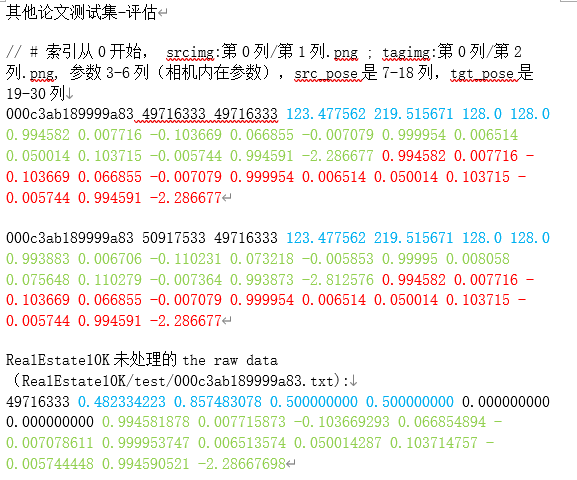 其他论文测试集-评估
// # 索引从 0 开始， srcimg:第 0 列/第 1 列.png ; tagimg:第 0 列/第 2
列.png, 参数 3-6 列（相机内在参数）, src_pose 是 7-18 列，tgt_pose 是
19-30 列
000c3ab189999a83 49716333 49716333 123.477562 219.515671 128.0 128.0
0.994582 0.007716 -0.103669 0.066855 -0.007079 0.999954 0.006514
0.050014 0.103715 -0.005744 0.994591 -2.286677 0.994582 0.007716 -
0.103669 0.066855 -0.007079 0.999954 0.006514 0.050014 0.103715 -
0.005744 0.994591 -2.286677
000c3ab189999a83 50917533 49716333 123.477562 219.515671 128.0 128.0
0.993883 0.006706 -0.110231 0.073218 -0.005853 0.99995 0.008058
0.075648 0.110279 -0.007364 0.993873 -2.812576 0.994582 0.007716 -
0.103669 0.066855 -0.007079 0.999954 0.006514 0.050014 0.103715 -
0.005744 0.994591 -2.286677
RealEstate10K 未处理的 the raw data
（RealEstate10K/test/000c3ab189999a83.txt):
49716333 0.482334223 0.857483078 0.500000000 0.500000000 0.000000000
0.000000000 0.994581878 0.007715873 -0.103669293 0.066854894 -
0.007078611 0.999953747 0.006513574 0.050014287 0.103714757 -
0.005744448 0.994590521 -2.28667698